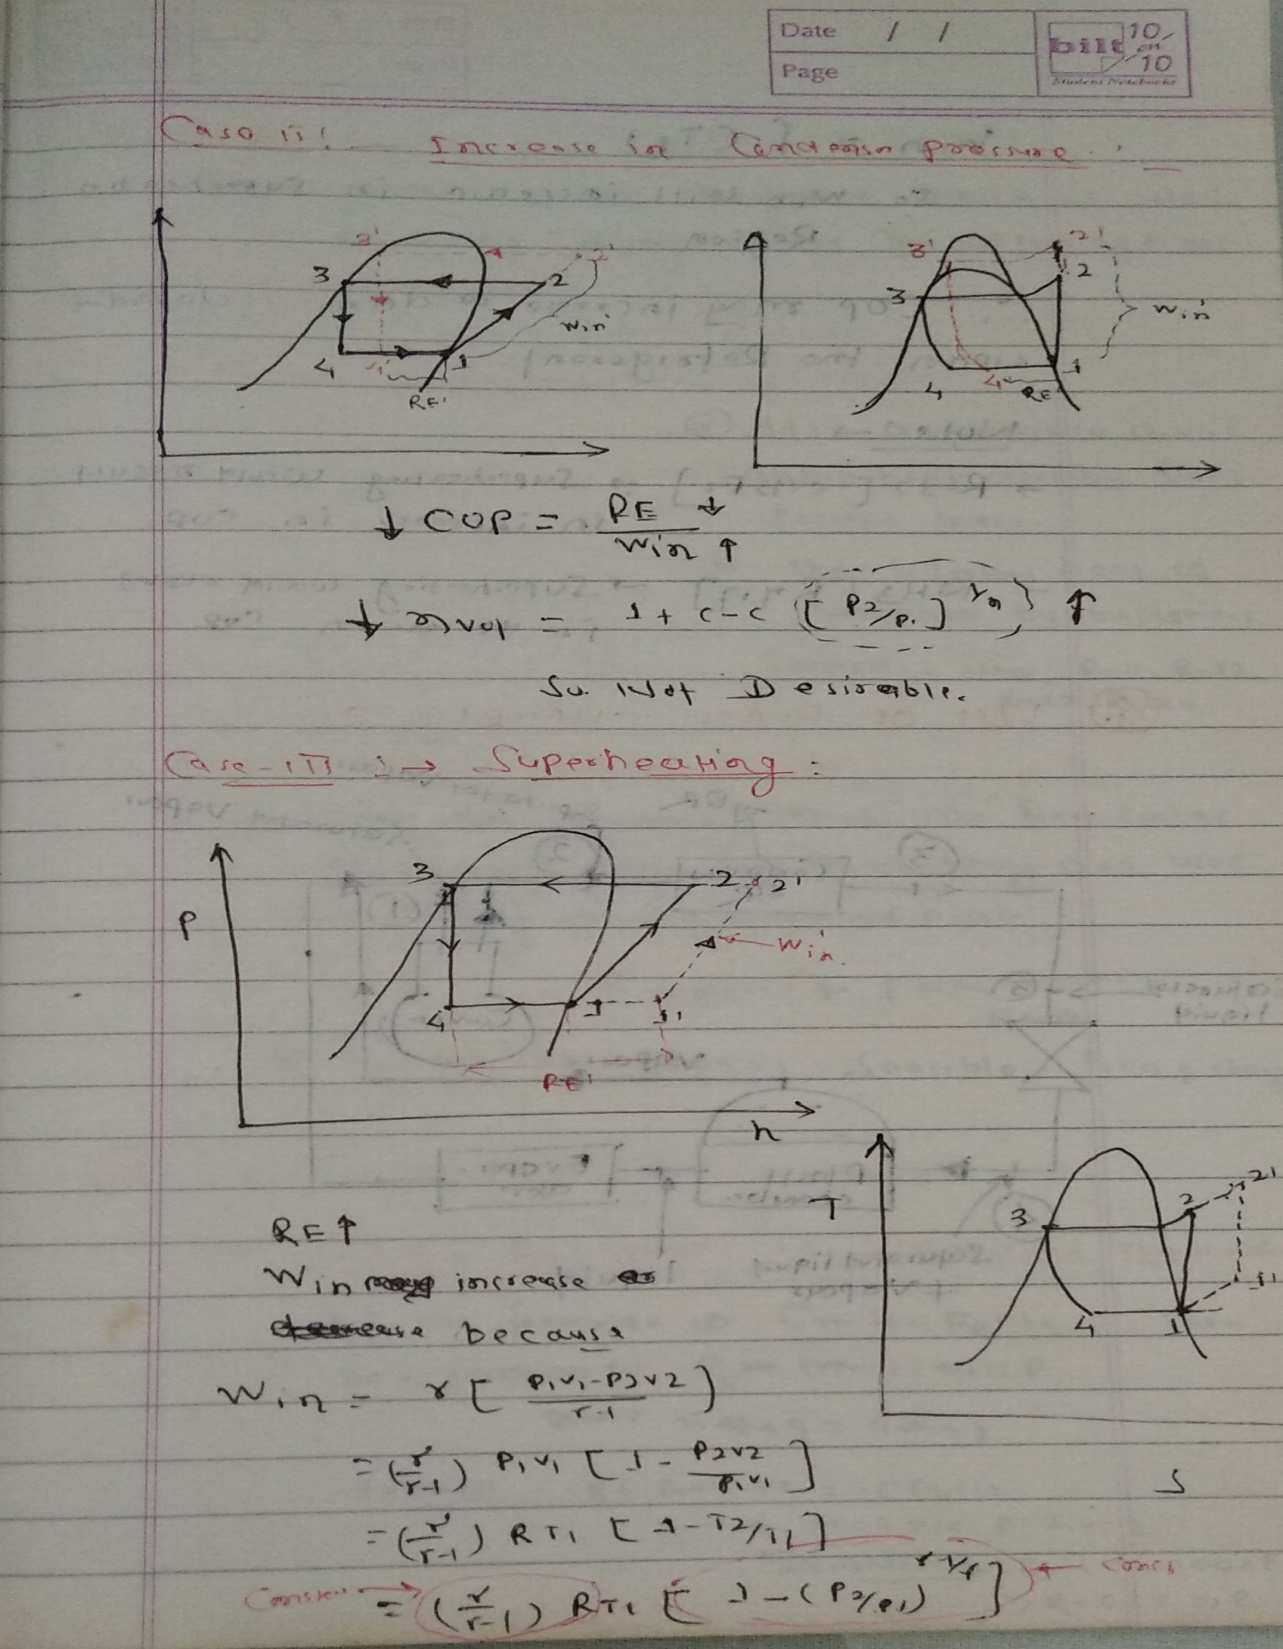 Date / /
Page
bilt 10 on 10
Student Notebooks
Case ii :- Increase in Condenser pressure :-
3' 2'
3 2
Win'
4 1
RE'
3' 2'
3 2
Win'
4 4' 1
RE
↓ COP = RE ↓ / Win ↑
↓ ηvol = 1 + c - c [P2/P1]^1/n ↑
So Not Desirable.
Case-III :→ Superheating :
P
3 2 2'
Win
4 1 1'
RE'
h
T
3 2 2'
4 1 1'
S
RE ↑
Win increase
because
Win = γ [ P1V1-P2V2 / γ-1 ]
= (γ/γ-1) P1V1 [ 1 - P2V2/P1V1 ]
= (γ/γ-1) RT1 [ 1-T2/T1 ]
= (γ/γ-1) RT1 [ 1-(P2/P1)^γ-1/γ ]